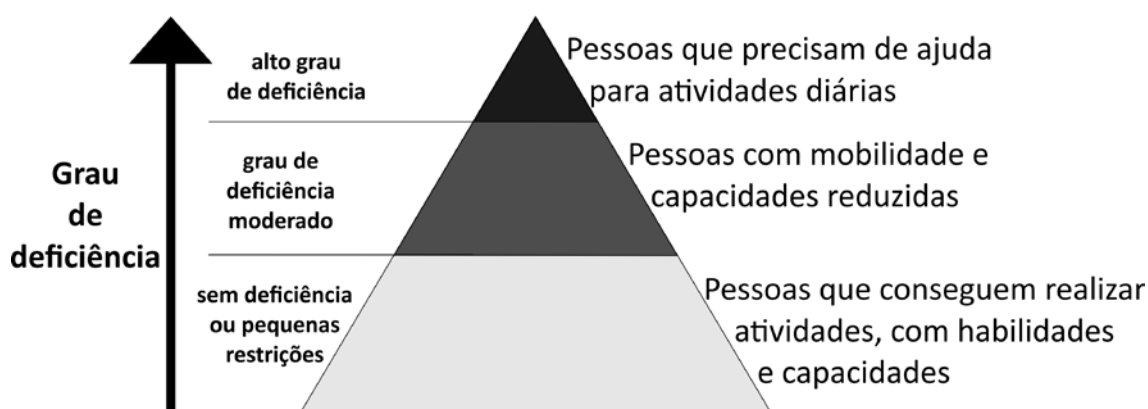 Grau
de
deficiência
alto grau
de deficiência
Pessoas que precisam de ajuda
para atividades diárias
grau de
deficiência
moderado
Pessoas com mobilidade e
capacidades reduzidas
sem deficiência
ou pequenas
restrições
Pessoas que conseguem realizar
atividades, com habilidades
e capacidades